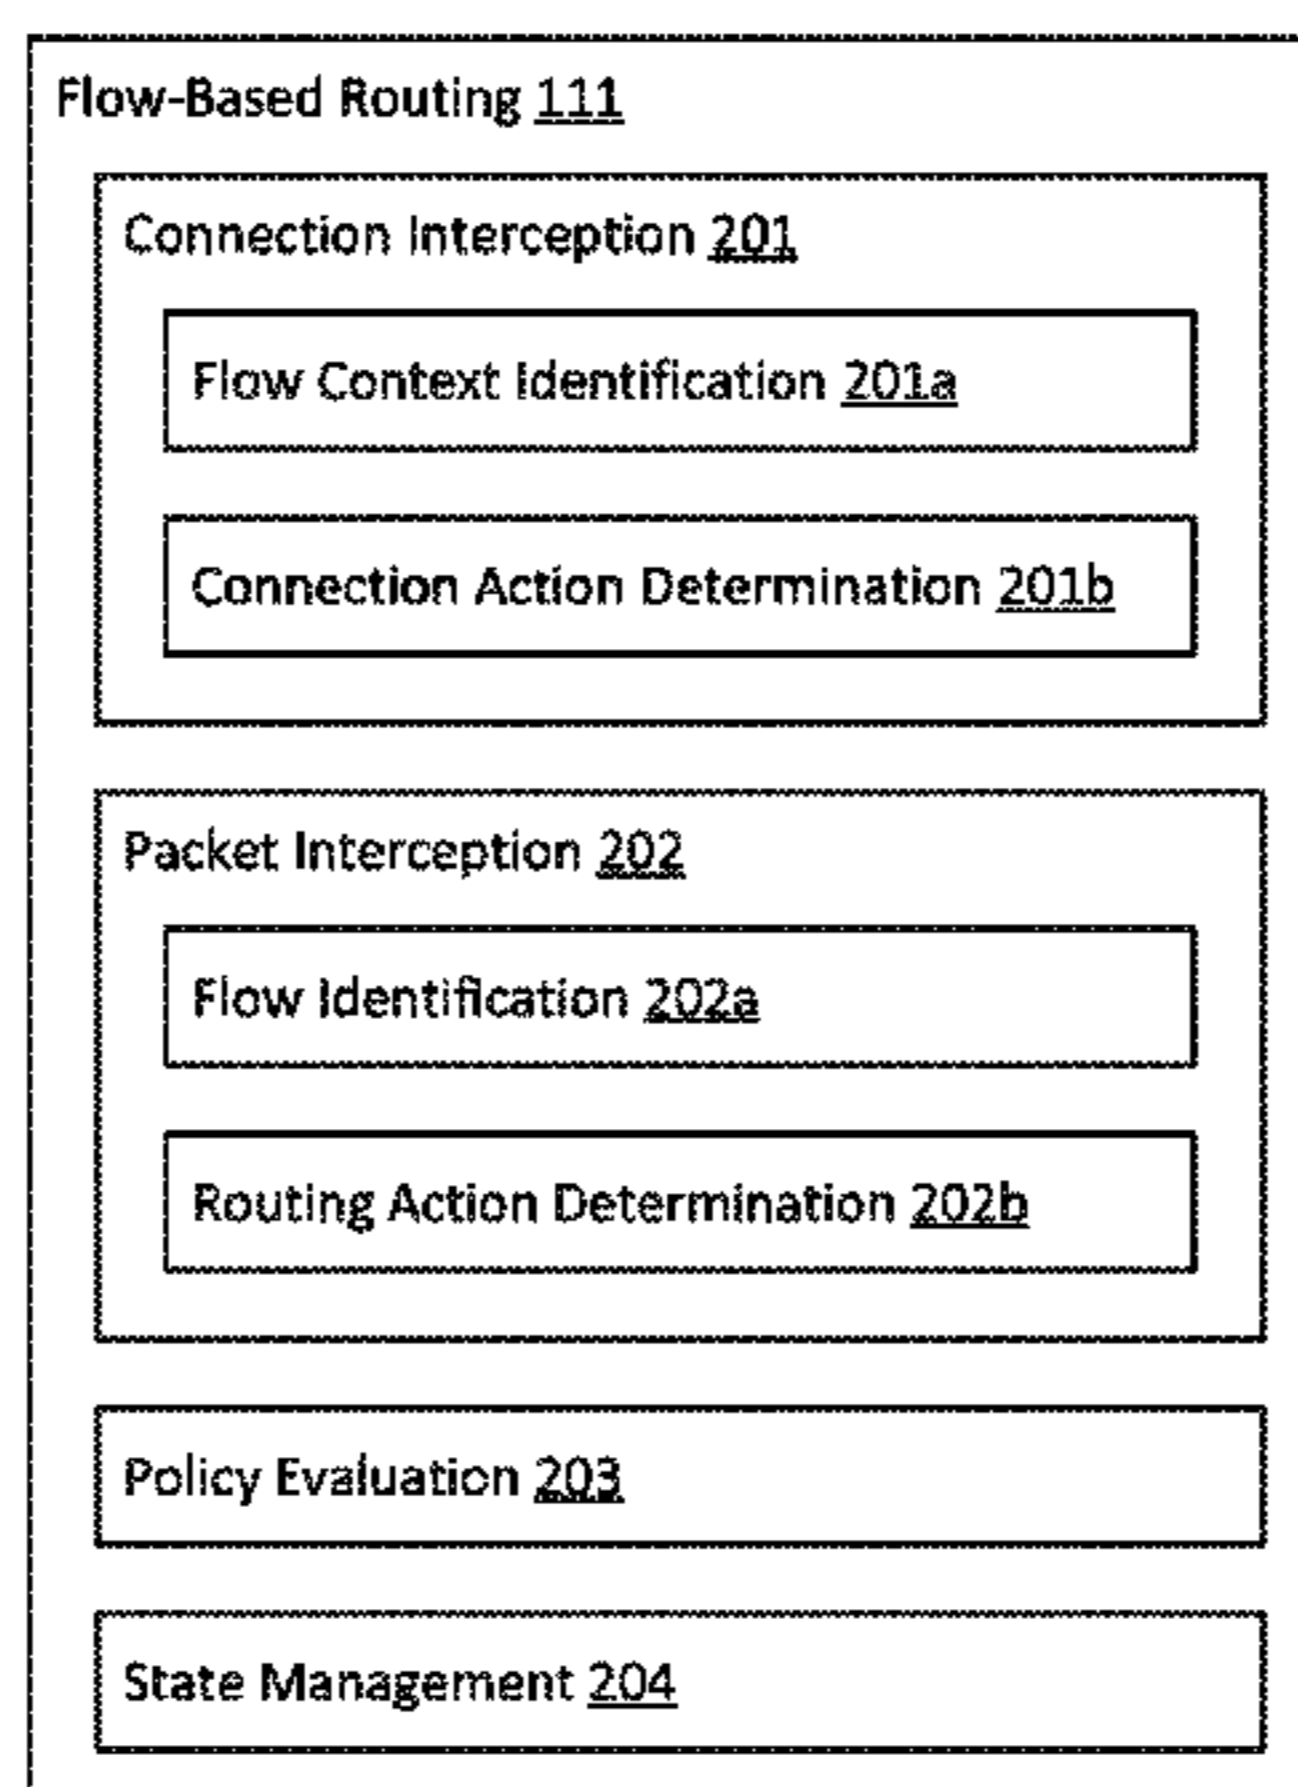 Flow-Based Routing 111
Connection Interception 201
Flow Context Identification 201a
Connection Action Determination 201b
Packet Interception 202
Flow Identification 202a
Routing Action Determination 202b
Policy Evaluation 203
State Management 204